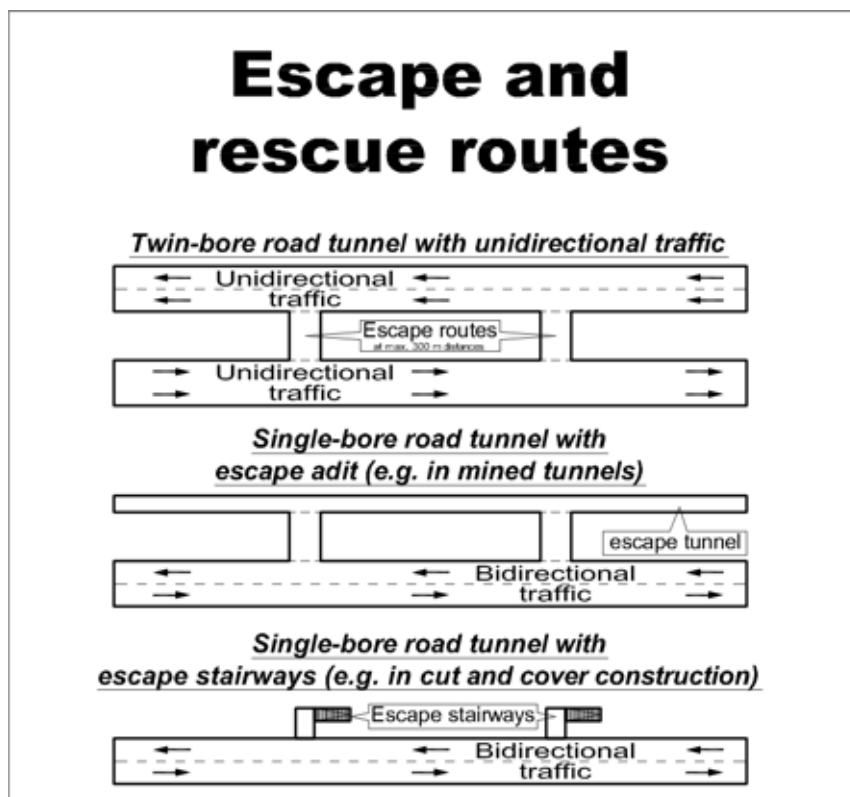 Escape and
rescue routes
Twin-bore road tunnel with unidirectional traffic
Unidirectional
traffic
Escape routes
at max. 300 m distances
Unidirectional
traffic
Single-bore road tunnel with
escape adit (e.g. in mined tunnels)
escape tunnel
Bidirectional
traffic
Single-bore road tunnel with
escape stairways (e.g. in cut and cover construction)
Escape stairways
Bidirectional
traffic